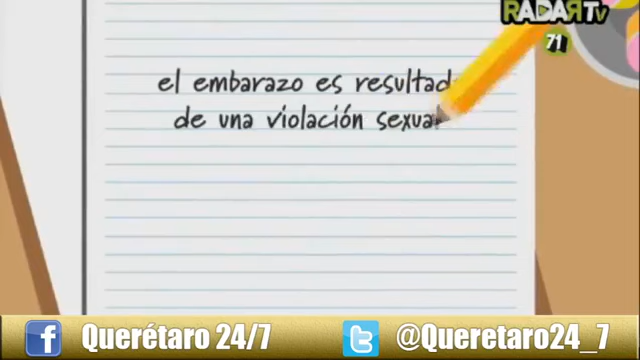 RADAR TV
71
el embarazo es resultad
de una violación sexua
Querétaro 24/7
@Queretaro24_7